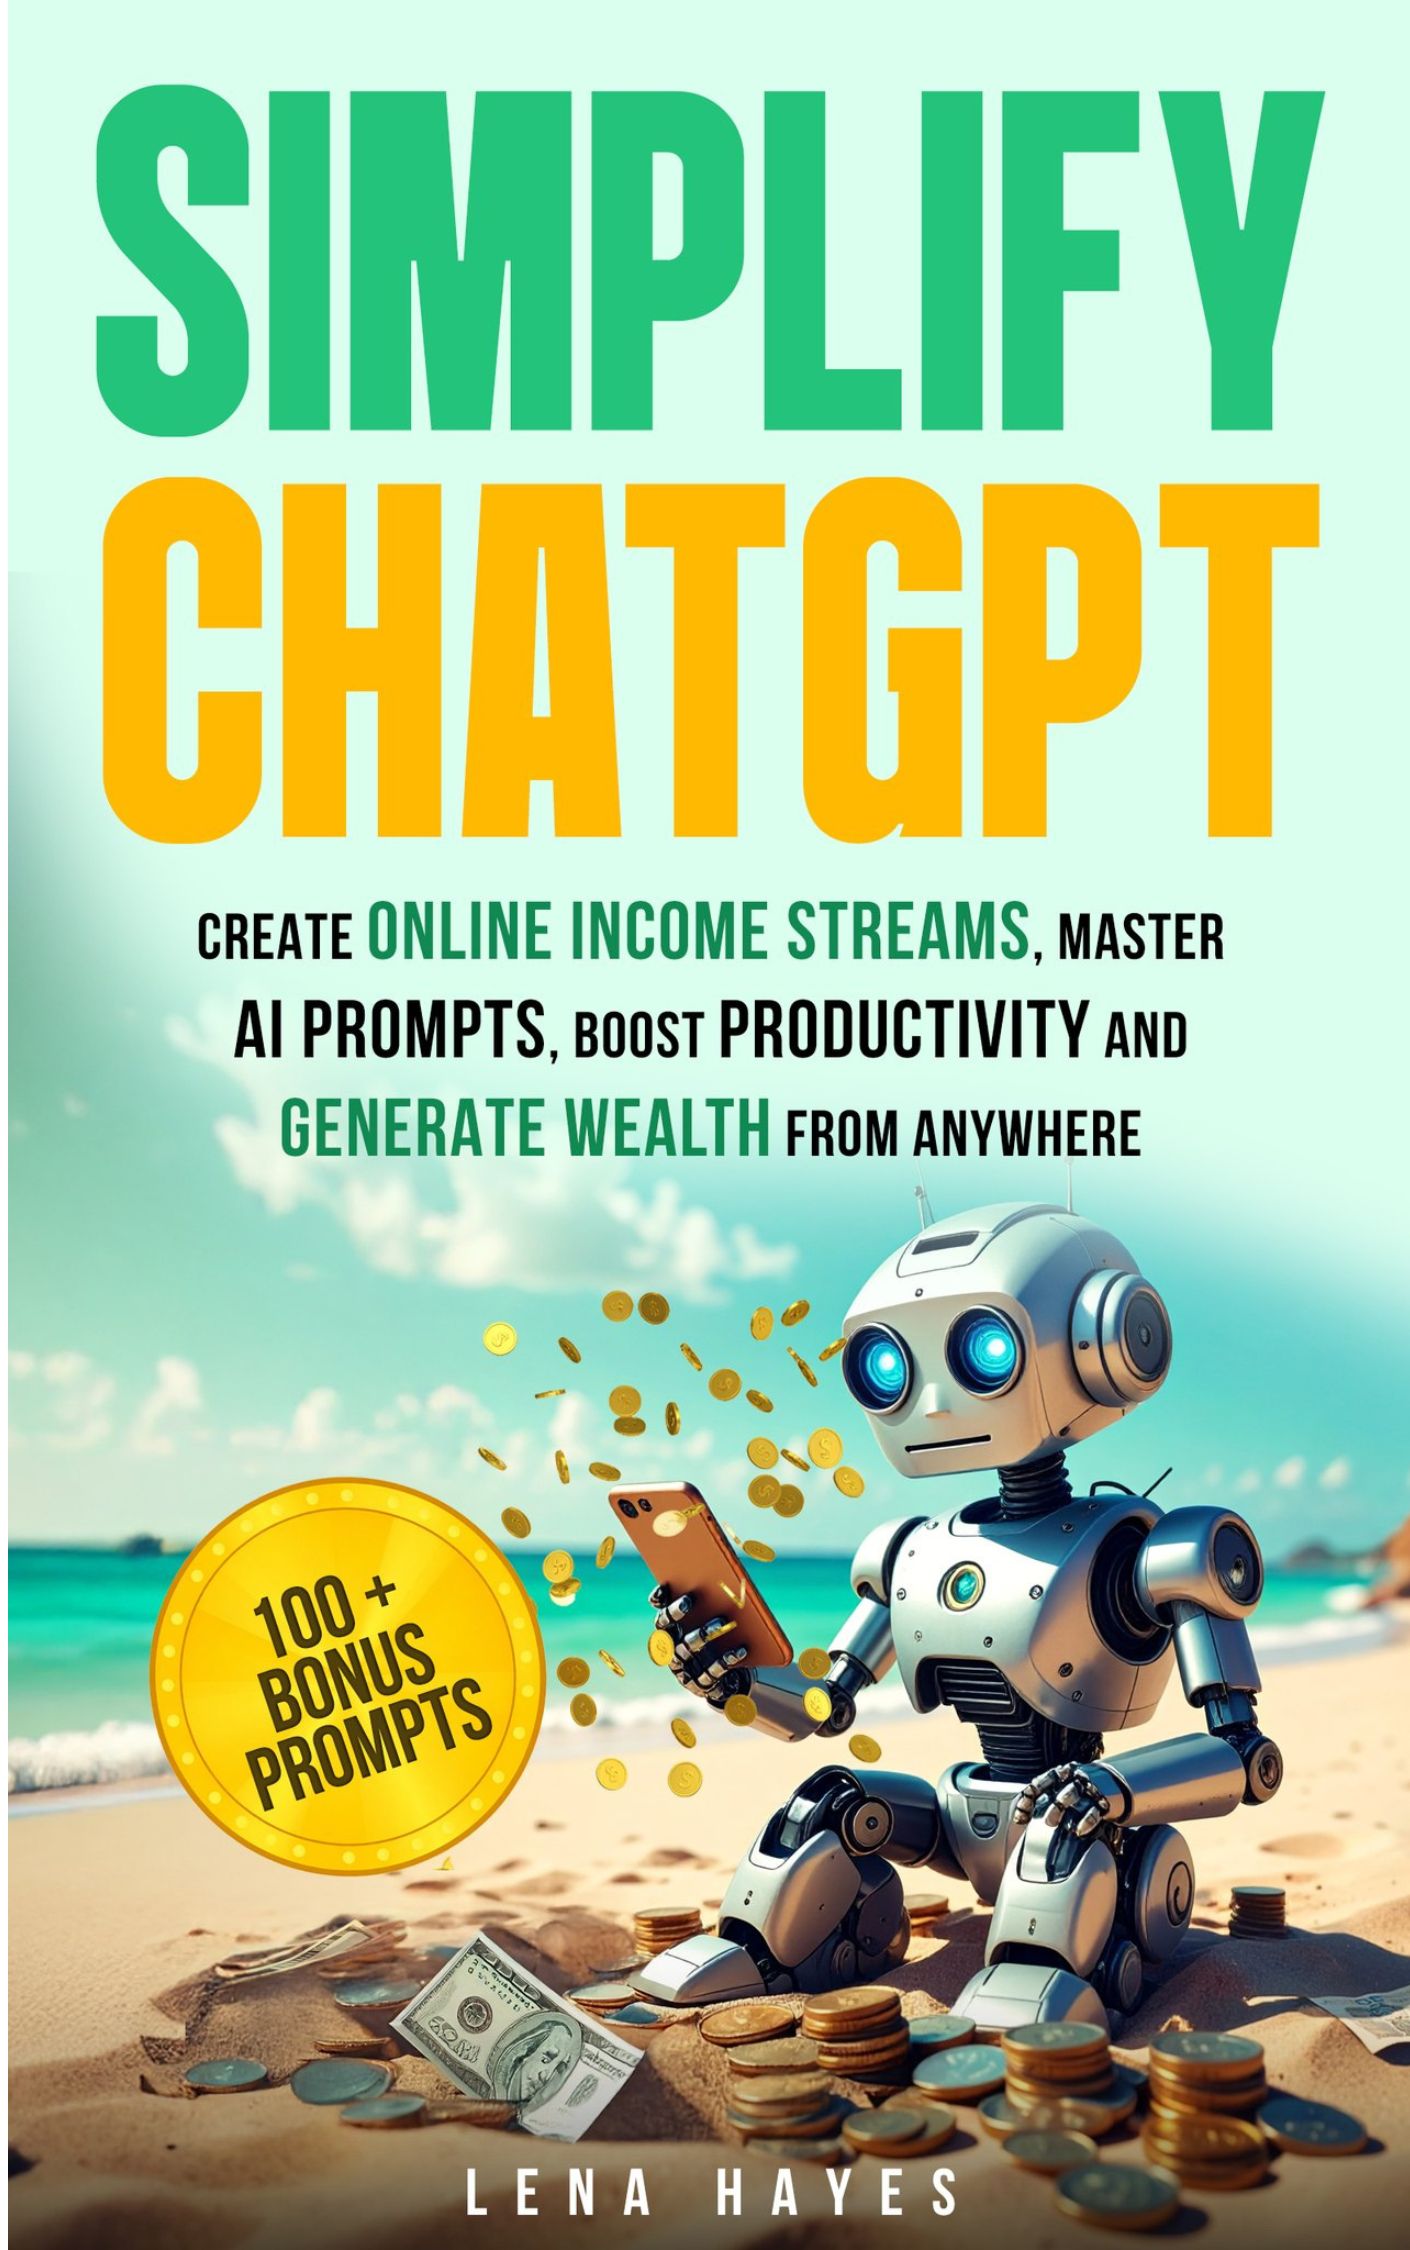 SIMPLIFY
CHATGPT
CREATE ONLINE INCOME STREAMS, MASTER
AI PROMPTS, BOOST PRODUCTIVITY AND
GENERATE WEALTH FROM ANYWHERE
100 +
BONUS
PROMPTS
LENA HAYES